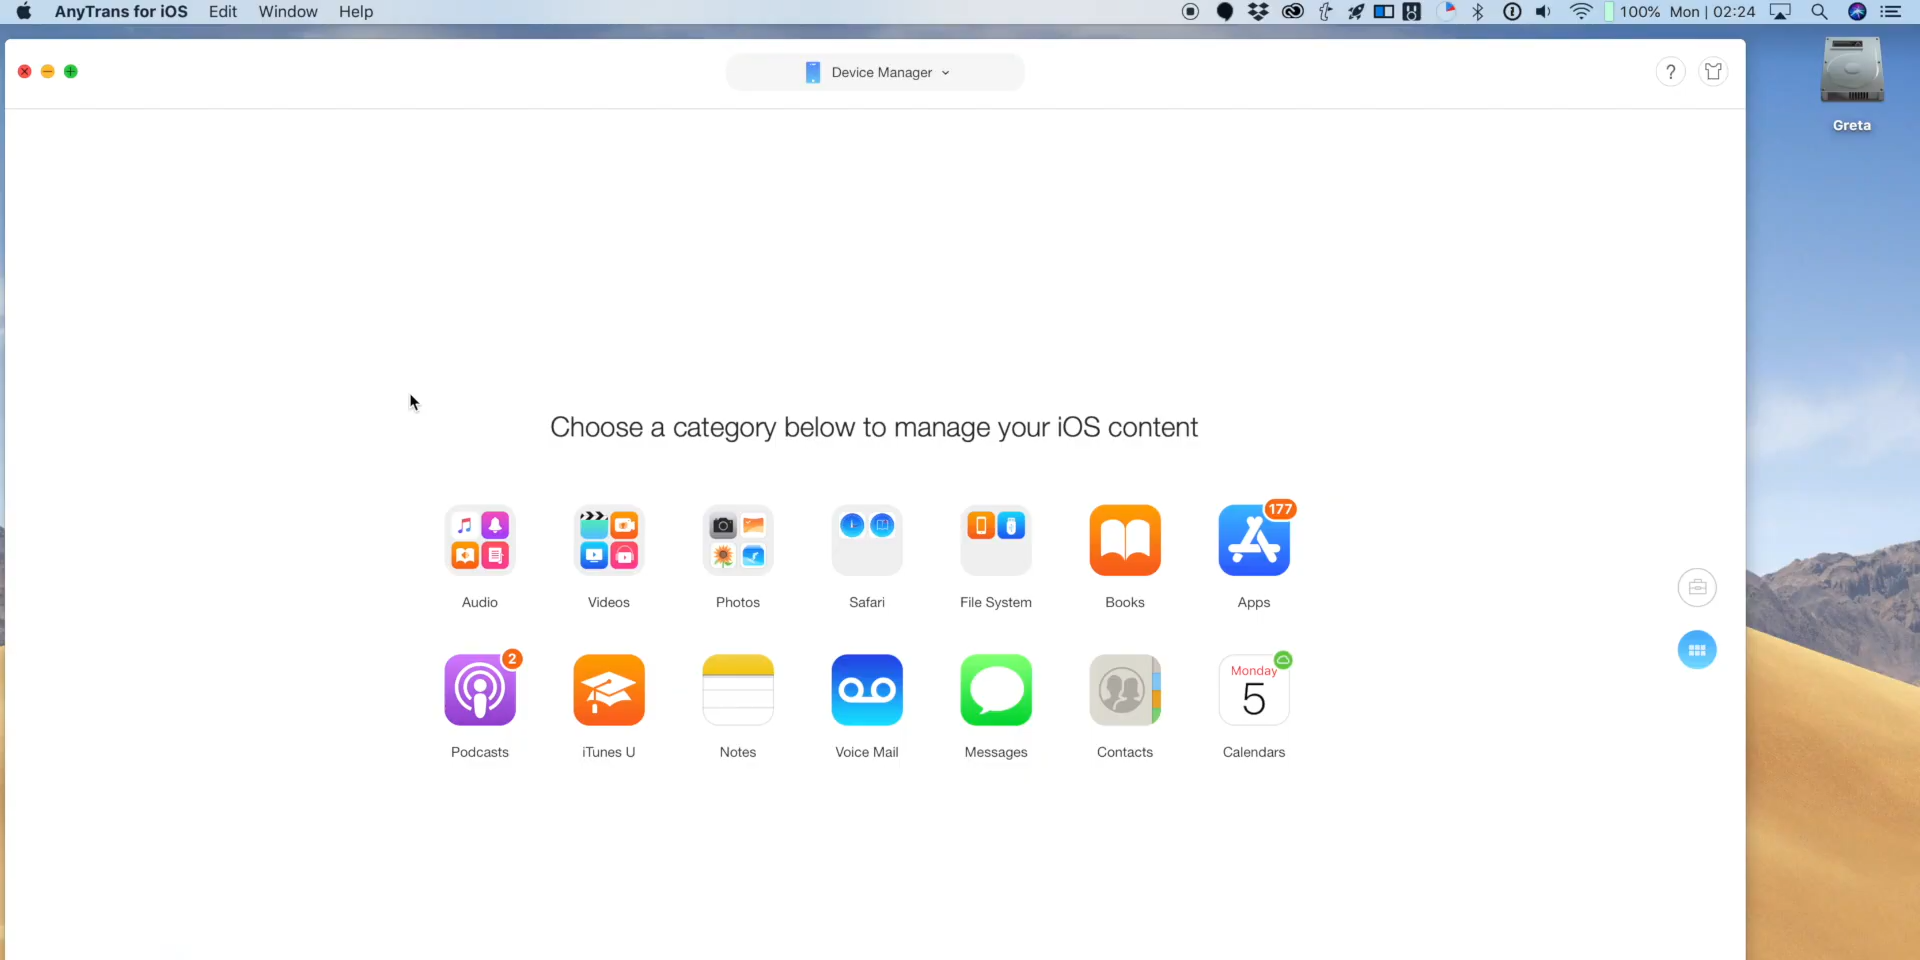 AnyTrans for iOS Edit Window Help 100% Mon | 02:24
Device Manager
?
Greta
Choose a category below to manage your iOS content
177
Audio Videos Photos Safari File System Books Apps
2
Monday
5
Podcasts iTunes U Notes Voice Mail Messages Contacts Calendars